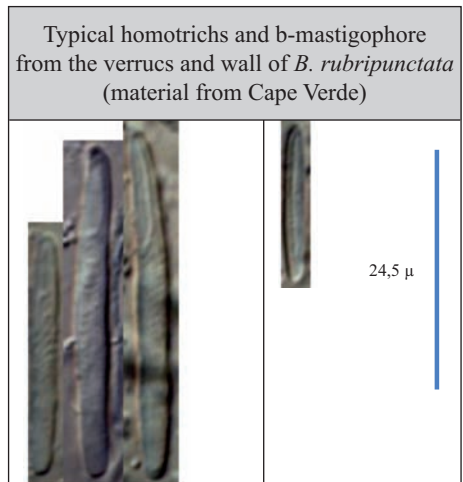 Typical homotrichs and b-mastigophore
from the verrucs and wall of B. rubripunctata
(material from Cape Verde)
24,5 µ